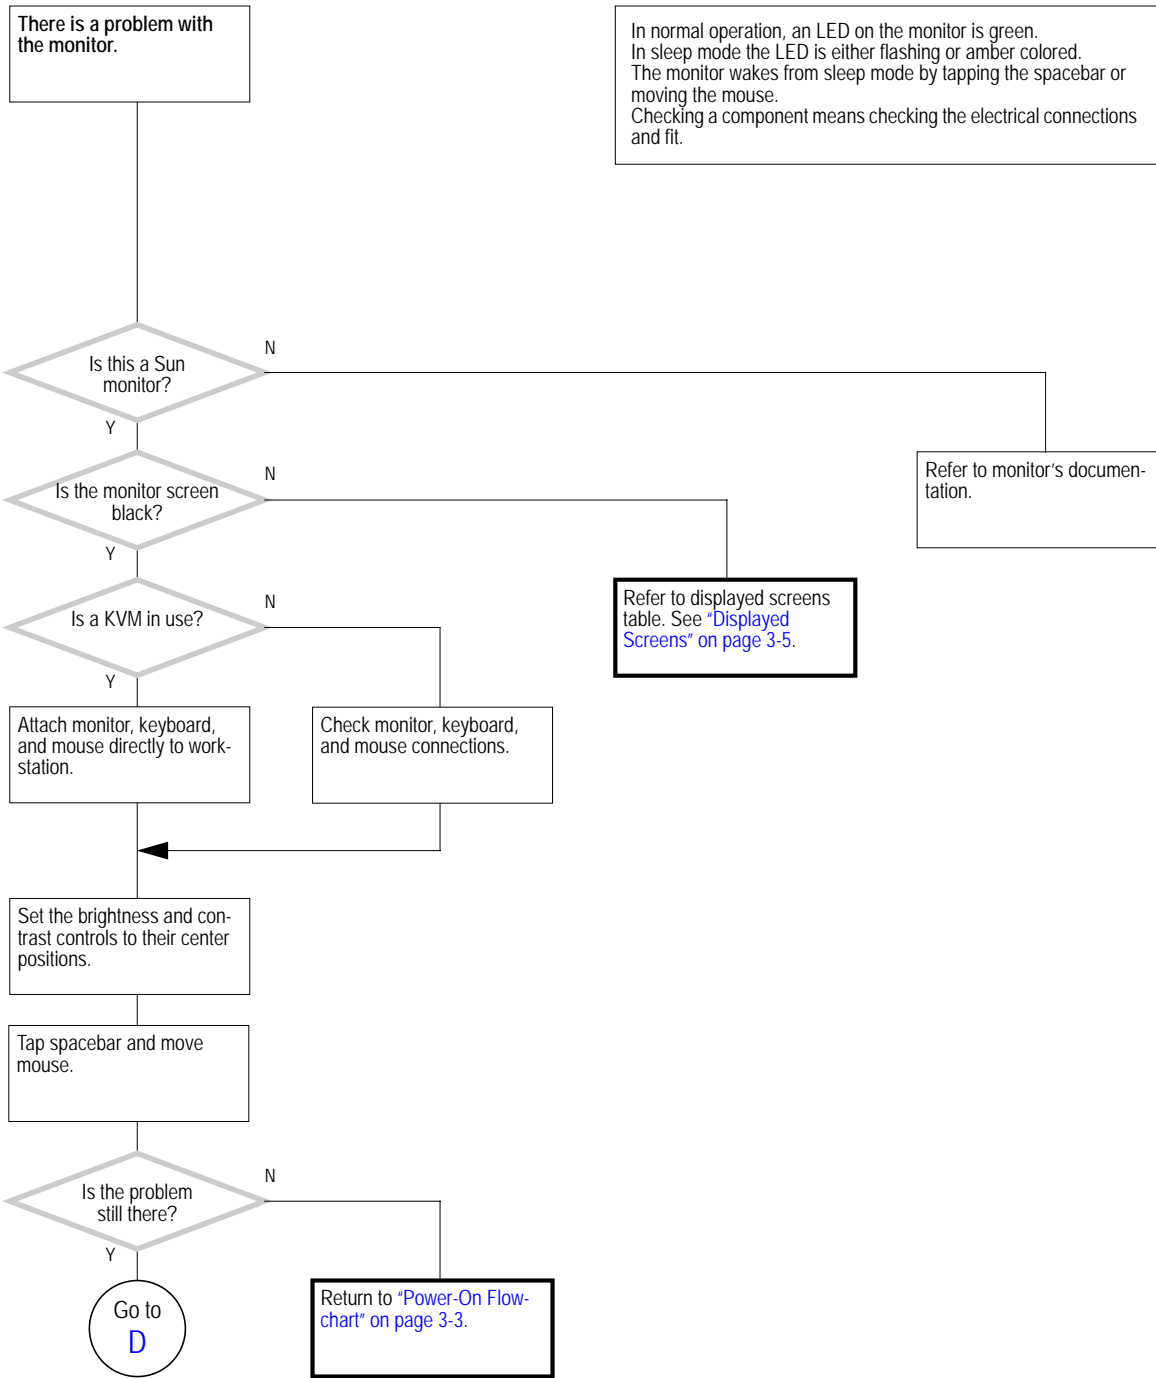 There is a problem with
the monitor.
In normal operation, an LED on the monitor is green.
In sleep mode the LED is either flashing or amber colored.
The monitor wakes from sleep mode by tapping the spacebar or
moving the mouse.
Checking a component means checking the electrical connections
and fit.
Is this a Sun
monitor?
N
Y
Refer to monitor's documen-
tation.
Is the monitor screen
black?
N
Y
Refer to displayed screens
table. See "Displayed
Screens" on page 3-5.
Is a KVM in use?
N
Y
Attach monitor, keyboard,
and mouse directly to work-
station.
Check monitor, keyboard,
and mouse connections.
Set the brightness and con-
trast controls to their center
positions.
Tap spacebar and move
mouse.
Is the problem
still there?
N
Y
Go to
D
Return to "Power-On Flow-
chart" on page 3-3.